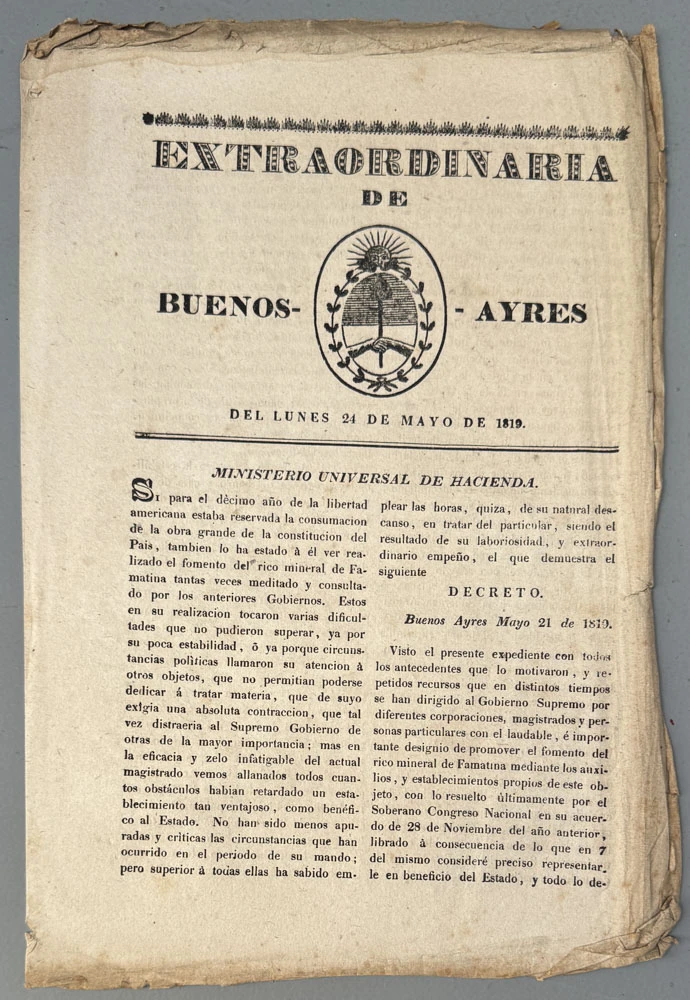 EXTRAORDINARIA
DE
BUENOS- - AYRES
DEL LUNES 24 DE MAYO DE 1819.
MINISTERIO UNIVERSAL DE HACIENDA.
SI para el dècimo año de la libertad
americana estaba reservada la consumacion
de la obra grande de la constitucion del
Pais, tambien lo ha estado à él ver rea-
lizado el fomento del rico mineral de Fa-
matina tantas veces meditado y consulta-
do por los anteriores Gobiernos. Estos
en su realizacion tocaron varias dificul-
tades que no pudieron superar, ya por
su poca estabilidad, ò ya porque circuns-
tancias polìticas llamaron su atencion à
otros objetos, que no permitian poderse
dedicar á tratar materia, que de suyo
exîgia una absoluta contraccion, que tal
vez distraeria al Supremo Gobierno de
otras de la mayor importancia; mas en
la eficacia y zelo infatigable del actual
magistrado vemos allanados todos cuan-
tos obstáculos habian retardado un esta-
blecimiento tan ventajoso, como benéfi-
co al Estado. No han sido menos apu-
radas y crìticas las circunstancias que han
ocurrido en el periodo de su mando;
pero superior à todas ellas ha sabido em-
plear las horas, quiza, de su natural des-
canso, en tratar del particular, siendo el
resultado de su laboriosidad, y extraor-
dinario empeño, el que demuestra el
siguiente
DECRETO.
Buenos Ayres Mayo 21 de 1819.
Visto el presente expediente con todos
los antecedentes que lo motivaron, y re-
petidos recursos que en distintos tiempos
se han dirigido al Gobierno Supremo por
diferentes corporaciones, magistrados y per-
sonas particulares con el laudable, é impor-
tante designio de promover el fomento del
rico mineral de Famatina mediante los auxi-
lios, y establecimientos propios de este ob-
jeto, con lo resuelto últimamente por el
Soberano Congreso Nacional en su acuer-
do de 28 de Noviembre del año anterior,
librado à consecuencia de lo que en 7
del mismo consideré preciso representar-
le en beneficio del Estado, y todo lo de-